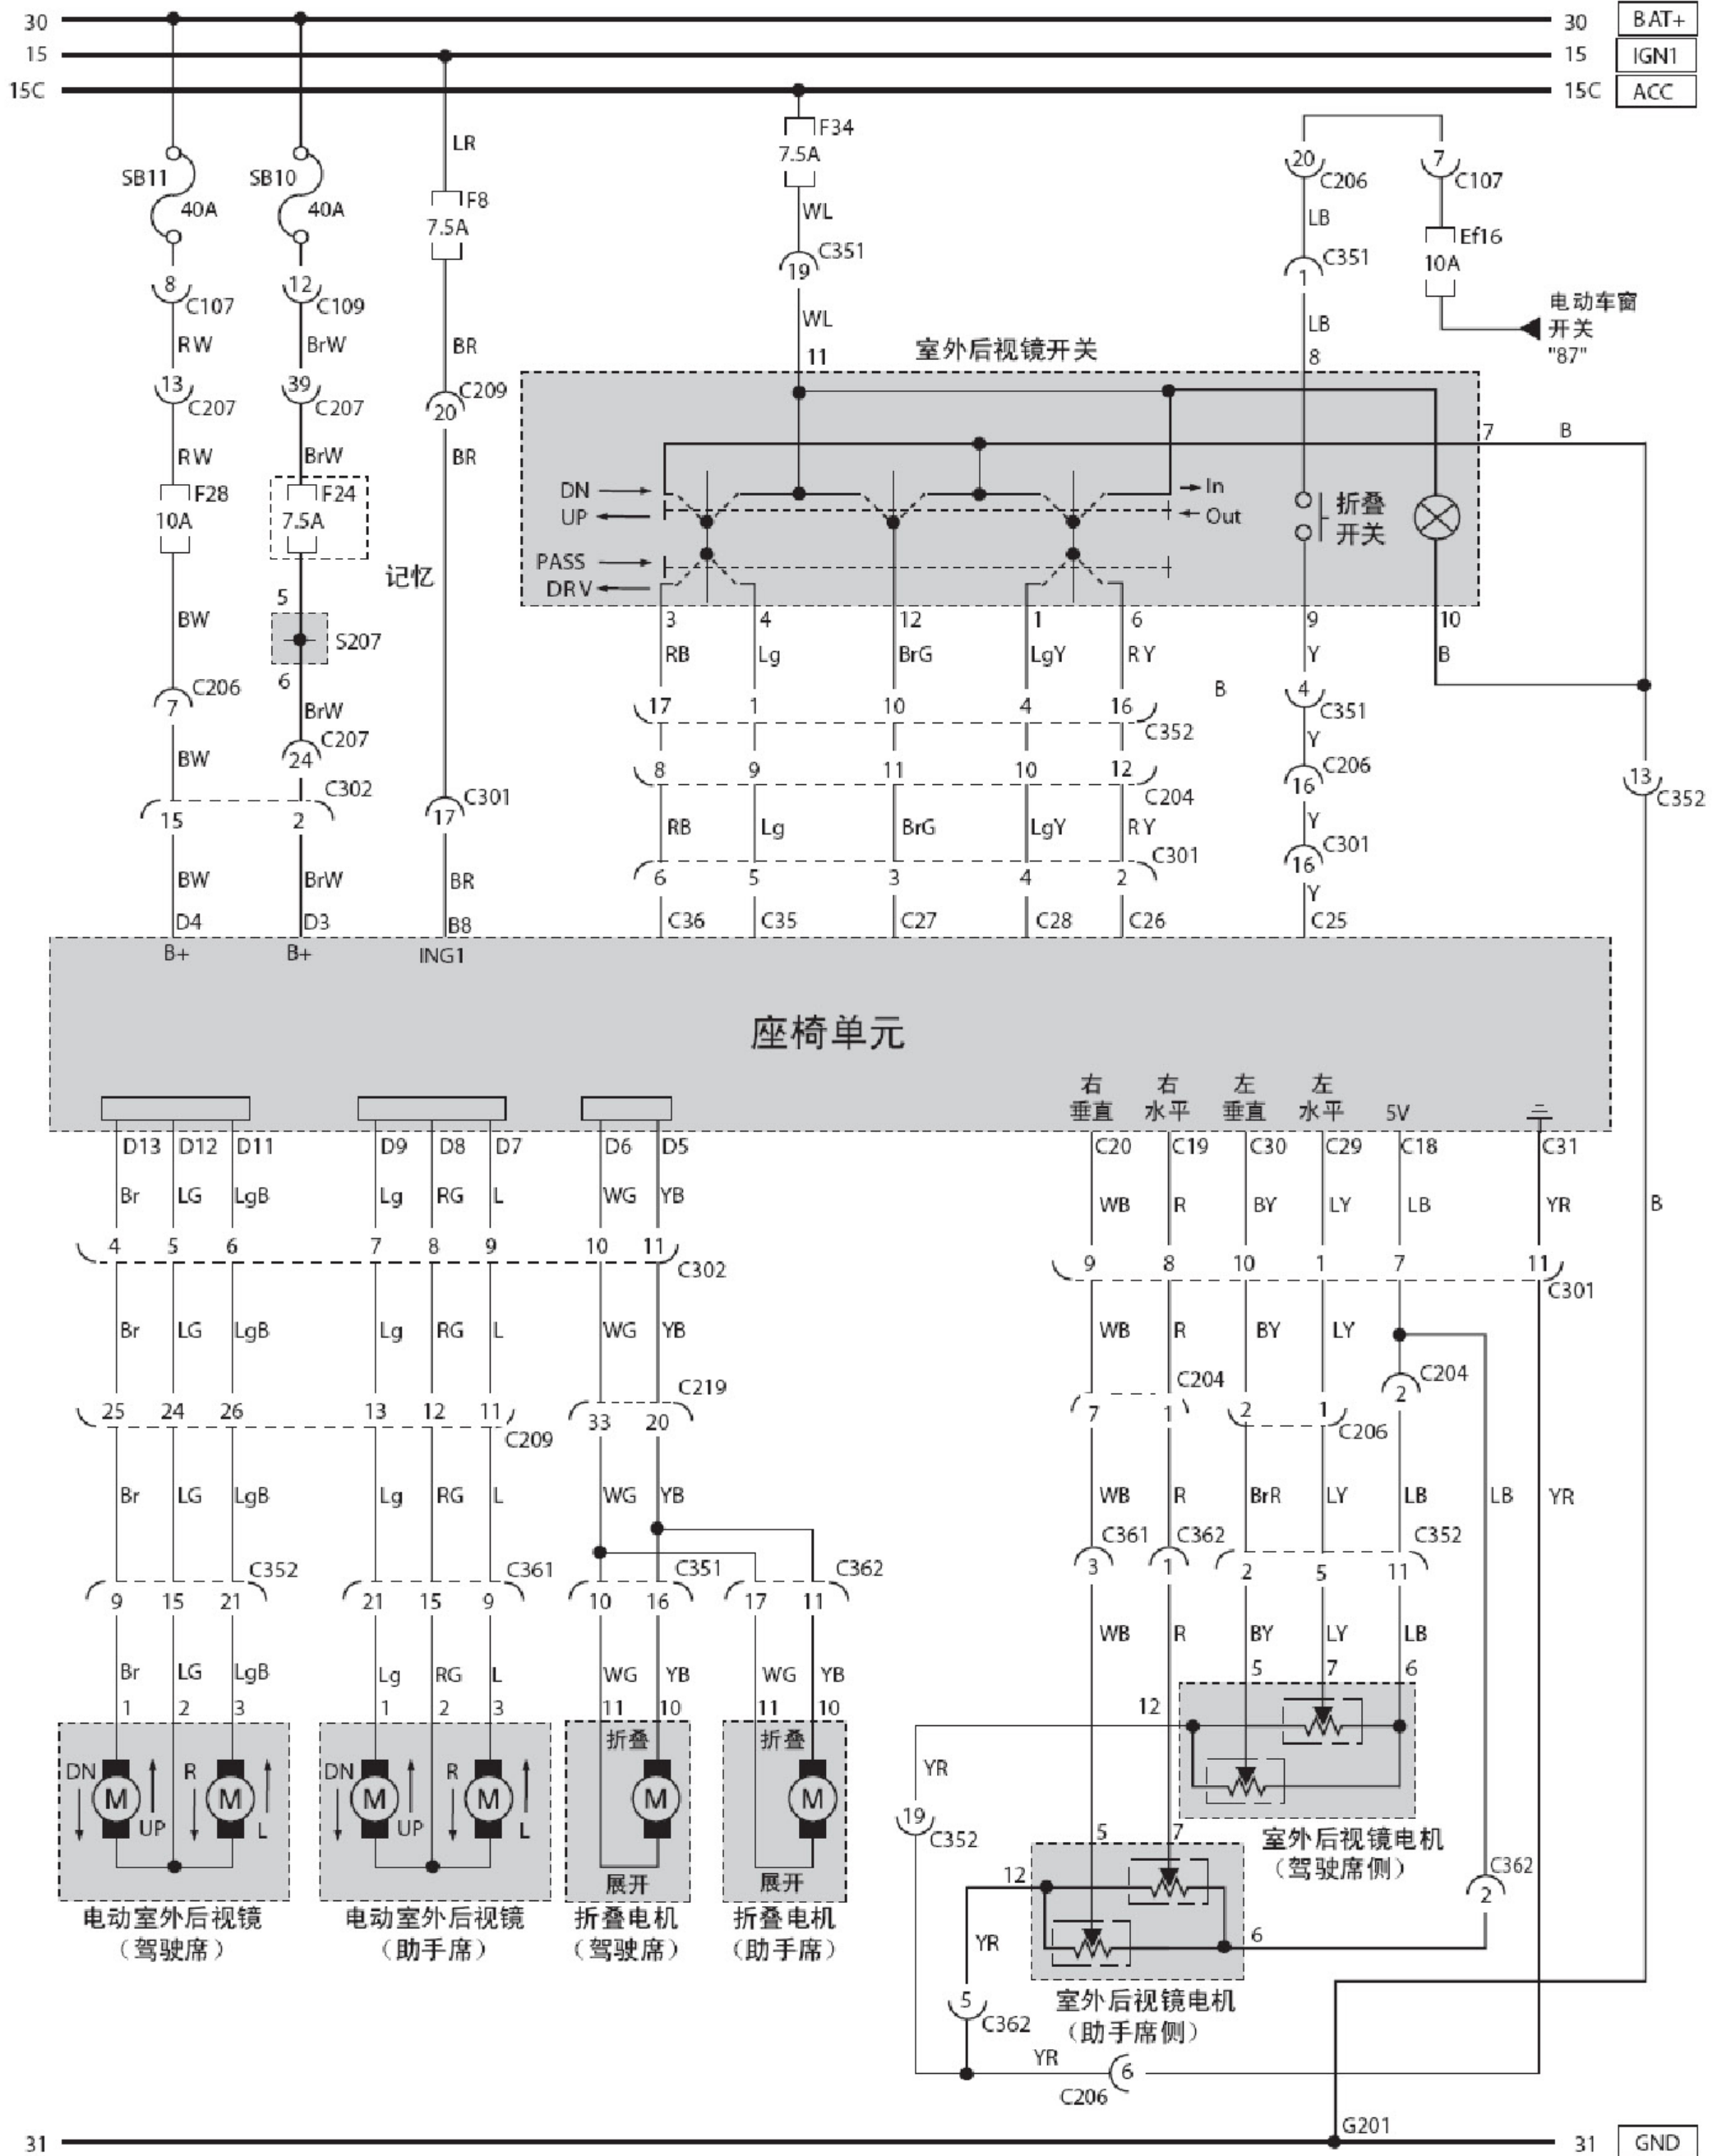 30
30 BAT+
15
15 IGN1
15C
15C ACC
LR
F34
7.5A
20
C206
7
C107
SB11
40A
SB10
40A
F8
7.5A
WL
LB
Ef16
10A
C351
19
C351
1
8
C107
12
C109
电动车窗
开关
"87"
RW
BrW
BR
WL
LB
室外后视镜开关
11
8
13
C207
39
C207
C209
20
7
B
RW
BrW
BR
F28
10A
F24
7.5A
DN
UP
In
Out
折叠
开关
PASS
DRV
记忆
5
S207
6
BW
3
4
12
1
6
9
10
RB
Lg
BrG
LgY
RY
Y
B
B
C206
7
BrW
17
1
10
4
16
C352
4
C351
Y
C207
24
BW
8
9
11
10
12
C204
C206
16
13
C352
C302
15
2
C301
17
RB
Lg
BrG
LgY
RY
Y
C301
6
5
3
4
2
C301
16
BW
BrW
BR
Y
D4
D3
B8
C36
C35
C27
C28
C26
C25
B+
B+
ING1
座椅单元
右
垂直
右
水平
左
垂直
左
水平
5V
D13
D12
D11
D9
D8
D7
D6
D5
C20
C19
C30
C29
C18
C31
Br
LG
LgB
Lg
RG
L
WG
YB
WB
R
BY
LY
LB
YR
B
4
5
6
7
8
9
10
11
C302
9
8
10
1
7
11
C301
Br
LG
LgB
Lg
RG
L
WG
YB
WB
R
BY
LY
C219
33
20
C204
7
1
2
1
C206
C204
2
25
24
26
13
12
11
C209
Br
LG
LgB
Lg
RG
L
WG
YB
WB
R
BrR
LY
LB
LB
YR
C352
9
15
21
C361
21
15
9
C351
10
16
C362
17
11
C361
3
C362
1
C352
2
5
11
WB
R
BY
LY
LB
Br
LG
LgB
Lg
RG
L
WG
YB
WG
YB
5
7
6
1
2
3
1
2
3
11
10
11
10
12
折叠
折叠
DN
M
UP
R
M
L
DN
M
UP
R
M
L
M
M
展开
展开
YR
19
C352
室外后视镜电机
（驾驶席侧）
5
7
12
6
C362
2
电动室外后视镜
（驾驶席）
电动室外后视镜
（助手席）
折叠电机
（驾驶席）
折叠电机
（助手席）
YR
5
C362
室外后视镜电机
（助手席侧）
YR
6
C206
G201
31
31 GND